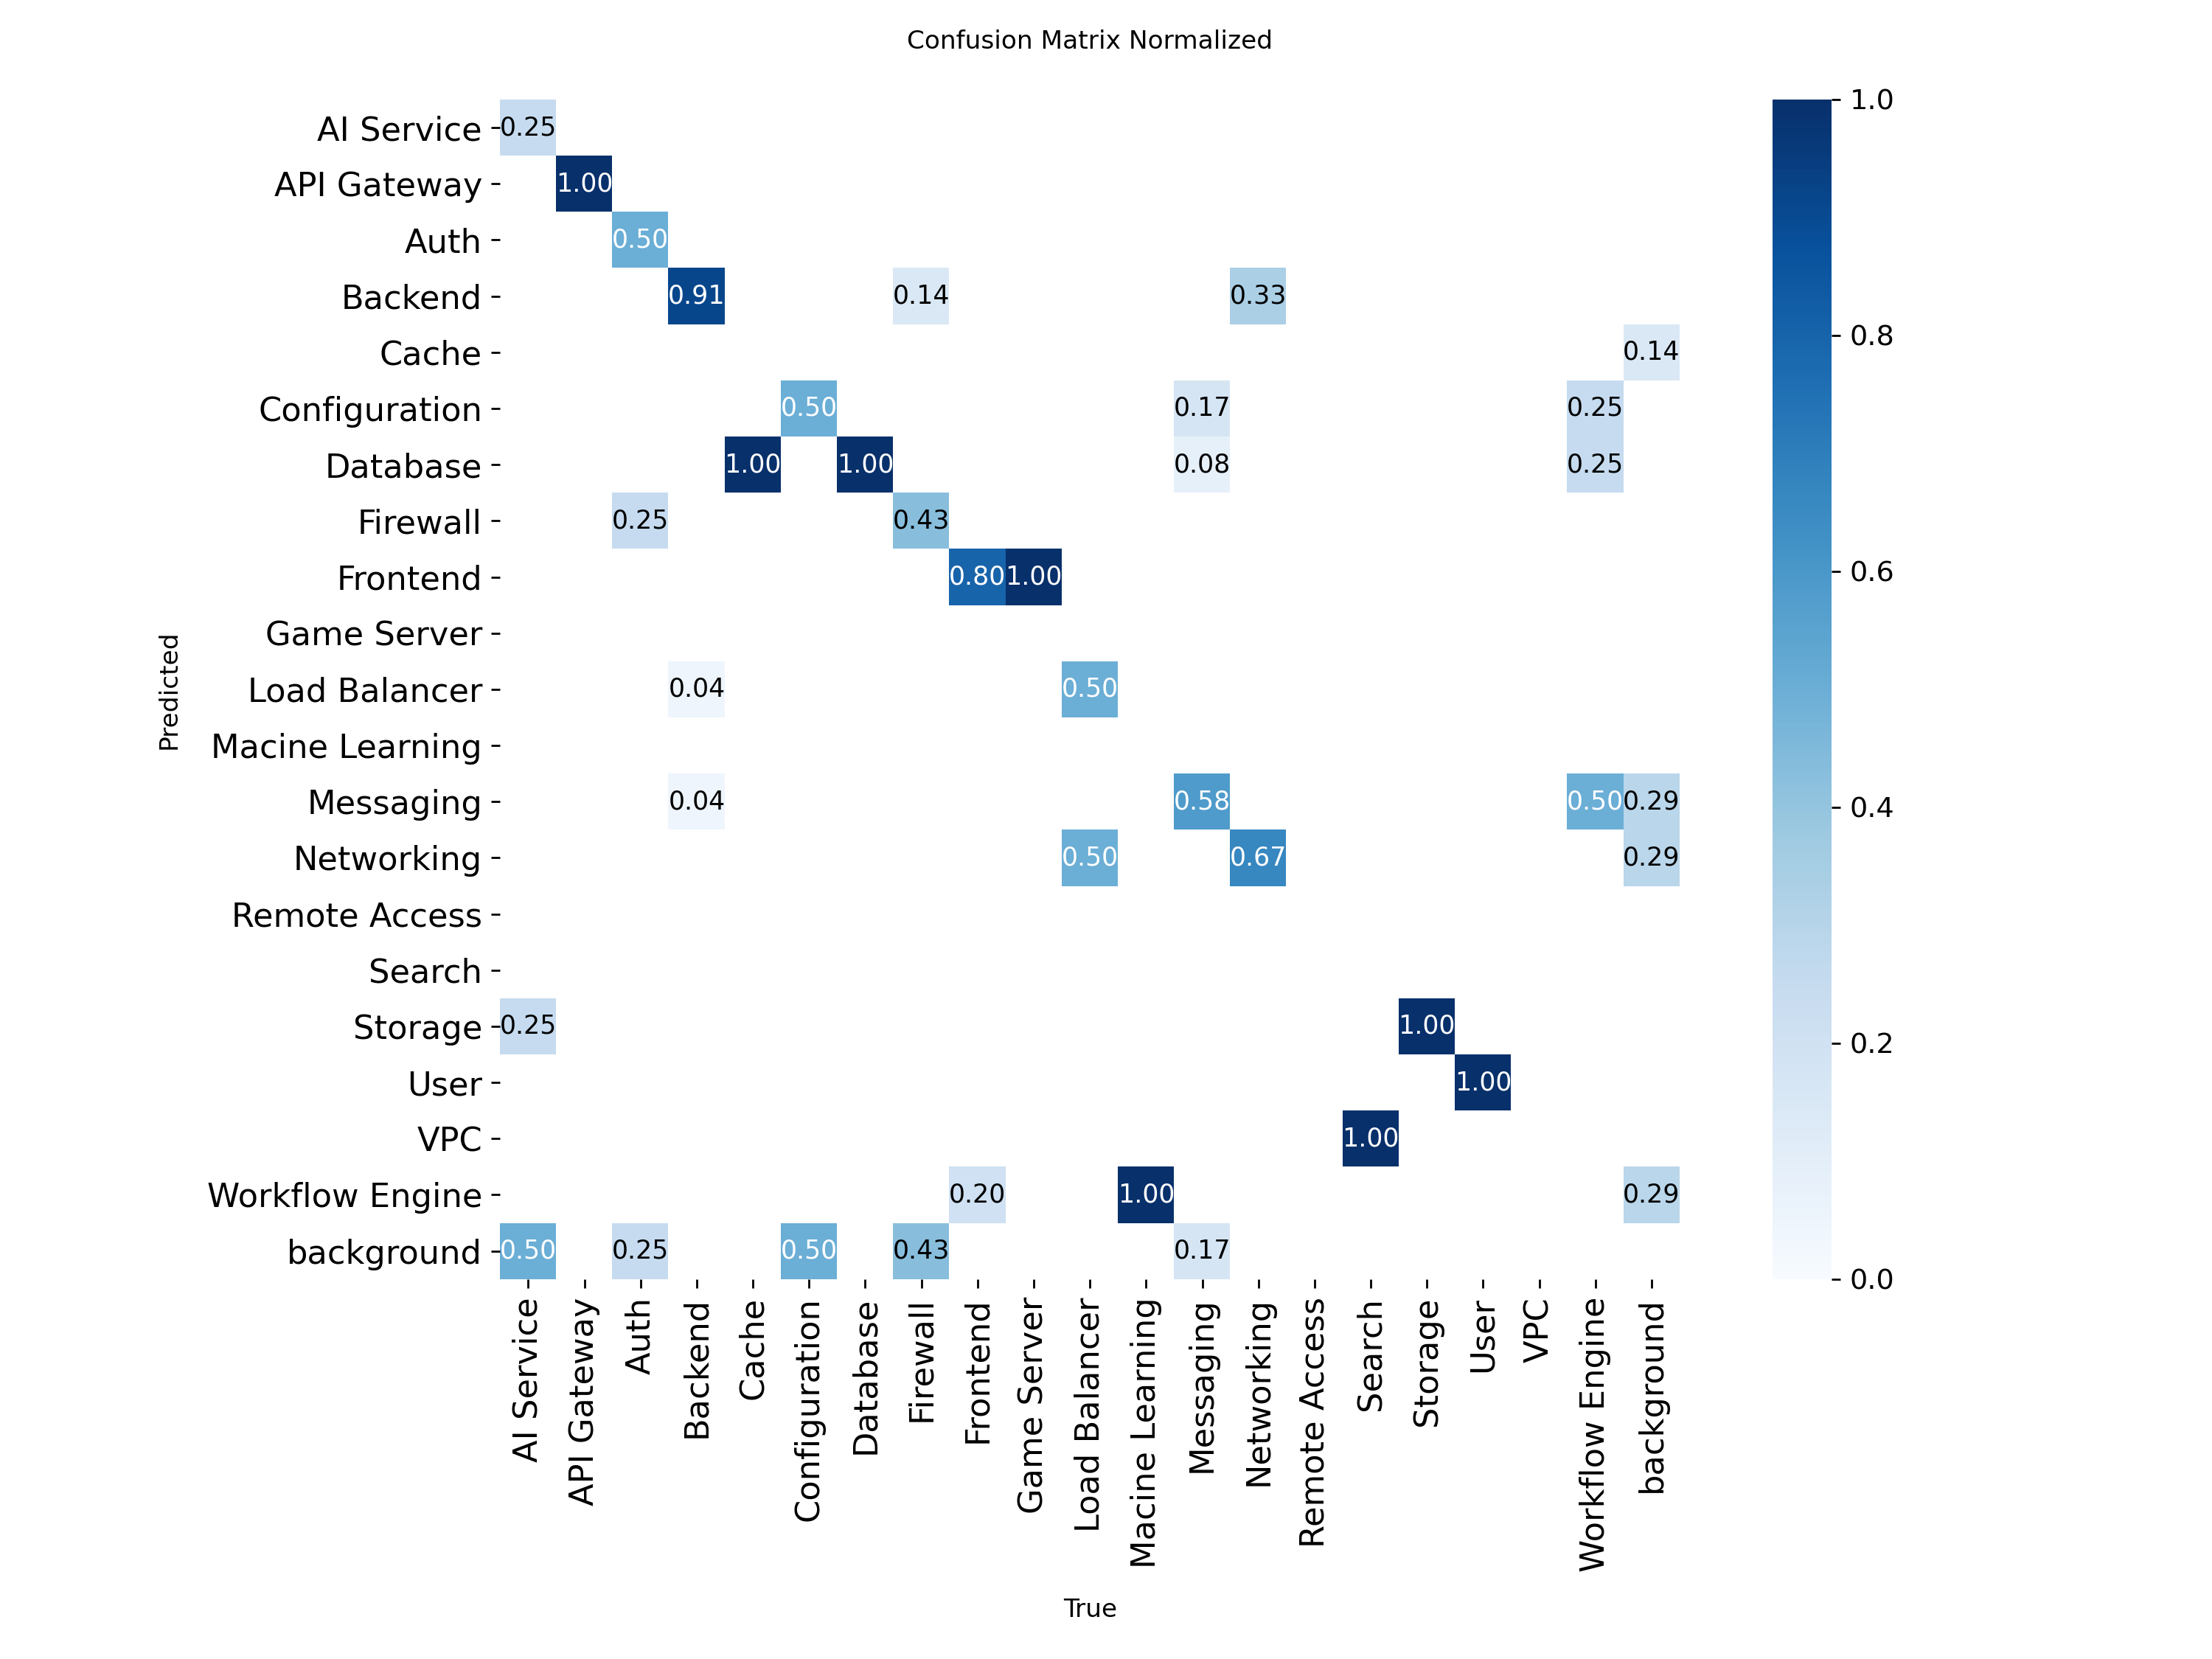 Confusion Matrix Normalized
AI Service 0.25
API Gateway 1.00
Auth 0.50
Backend 0.91 0.14 0.33
Cache 0.14
Configuration 0.50 0.17 0.25
Database 1.00 1.00 0.08 0.25
Firewall 0.25 0.43
Frontend 0.80 1.00
Game Server
Load Balancer 0.04 0.50
Macine Learning
Messaging 0.04 0.58 0.50 0.29
Networking 0.50 0.67 0.29
Remote Access
Search
Storage 0.25 1.00
User 1.00
VPC 1.00
Workflow Engine 0.20 1.00 0.29
background 0.50 0.25 0.50 0.43 0.17
Predicted
AI Service
API Gateway
Auth
Backend
Cache
Configuration
Database
Firewall
Frontend
Game Server
Load Balancer
Macine Learning
Messaging
Networking
Remote Access
Search
Storage
User
VPC
Workflow Engine
background
True
1.0
0.8
0.6
0.4
0.2
0.0